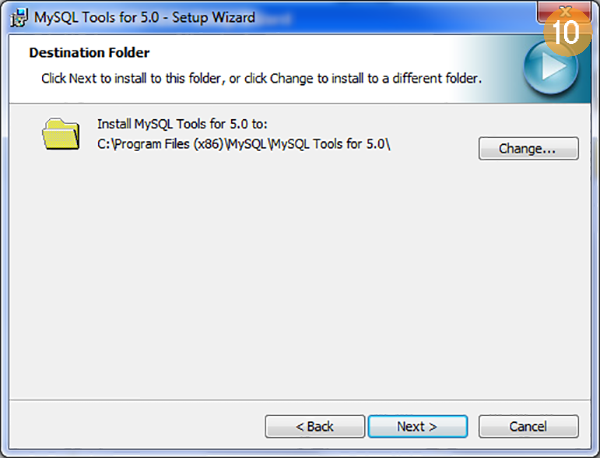 MySQL Tools for 5.0 - Setup Wizard
10
Destination Folder
Click Next to install to this folder, or click Change to install to a different folder.
Install MySQL Tools for 5.0 to:
C:\Program Files (x86)\MySQL\MySQL Tools for 5.0\
Change...
< Back
Next >
Cancel